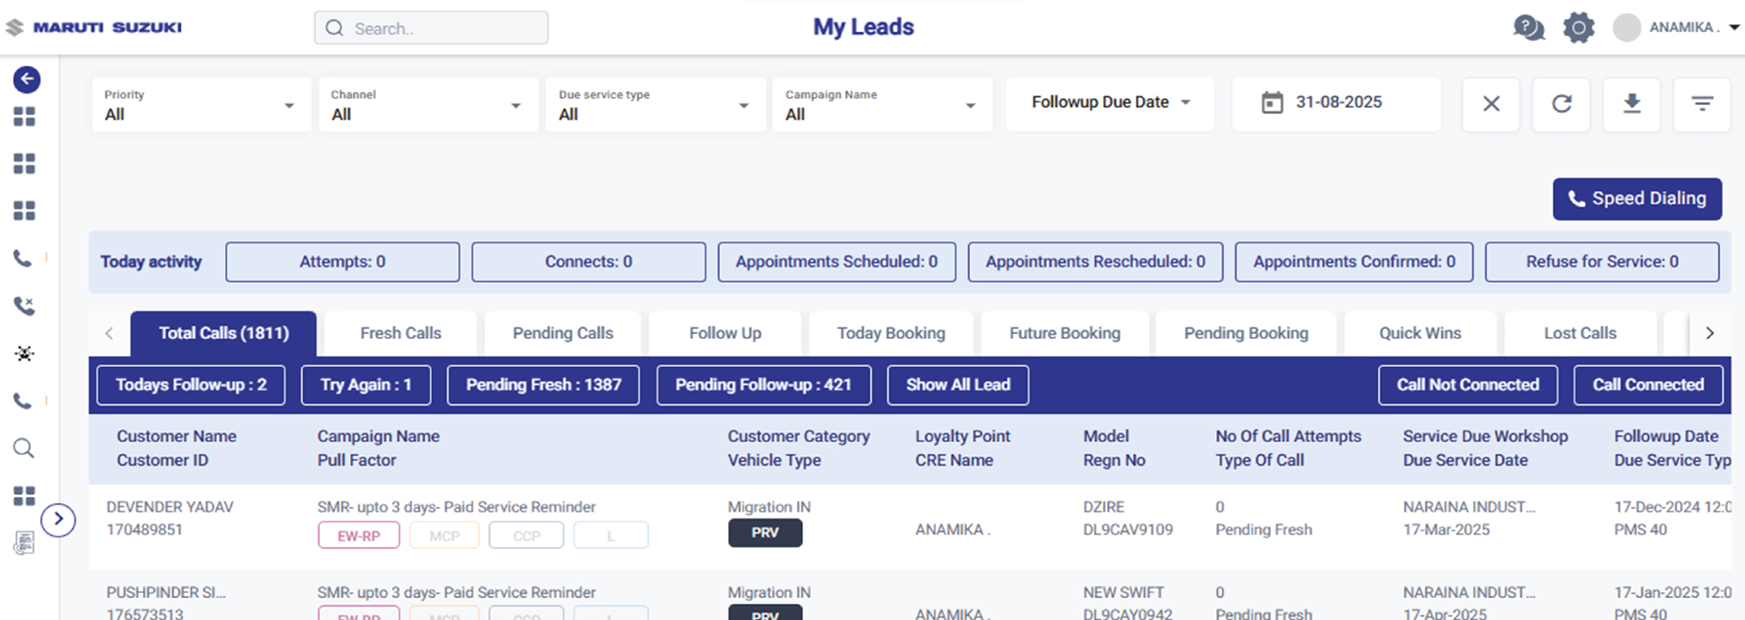 MARUTI SUZUKI
Search..
My Leads
ANAMIKA .
Priority
All
Channel
All
Due service type
All
Campaign Name
All
Followup Due Date
31-08-2025
Speed Dialing
Today activity
Attempts: 0
Connects: 0
Appointments Scheduled: 0
Appointments Rescheduled: 0
Appointments Confirmed: 0
Refuse for Service: 0
Total Calls (1811)
Fresh Calls
Pending Calls
Follow Up
Today Booking
Future Booking
Pending Booking
Quick Wins
Lost Calls
Todays Follow-up : 2
Try Again : 1
Pending Fresh : 1387
Pending Follow-up : 421
Show All Lead
Call Not Connected
Call Connected
Customer Name
Customer ID
Campaign Name
Pull Factor
Customer Category
Vehicle Type
Loyalty Point
CRE Name
Model
Regn No
No Of Call Attempts
Type Of Call
Service Due Workshop
Due Service Date
Followup Date
Due Service Typ
DEVENDER YADAV
170489851
SMR- upto 3 days- Paid Service Reminder
EW-RP
MCP
CCP
L
Migration IN
PRV
ANAMIKA .
DZIRE
DL9CAV9109
0
Pending Fresh
NARAINA INDUST...
17-Mar-2025
17-Dec-2024 12:0
PMS 40
PUSHPINDER SI...
176573513
SMR- upto 3 days- Paid Service Reminder
EW-RP
MCP
CCP
L
Migration IN
PRV
ANAMIKA .
NEW SWIFT
DL9CAY0942
0
Pending Fresh
NARAINA INDUST...
17-Apr-2025
17-Jan-2025 12:0
PMS 40